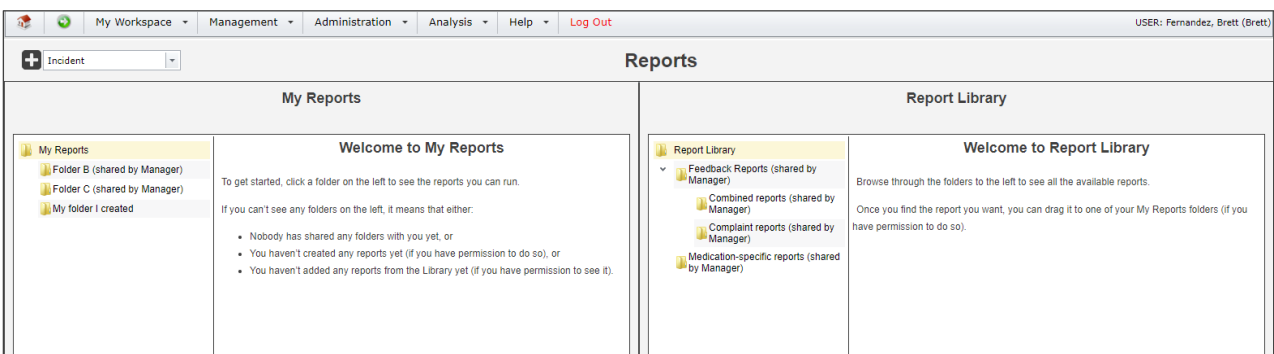 My Workspace Management Administration Analysis Help Log Out USER: Fernandez, Brett (Brett)
Incident
Reports
My Reports
Report Library
My Reports
Folder B (shared by Manager)
Folder C (shared by Manager)
My folder I created
Welcome to My Reports
To get started, click a folder on the left to see the reports you can run.
If you can't see any folders on the left, it means that either:
• Nobody has shared any folders with you yet, or
• You haven't created any reports yet (if you have permission to do so), or
• You haven't added any reports from the Library yet (if you have permission to see it).
Report Library
Feedback Reports (shared by
Manager)
Combined reports (shared by
Manager)
Complaint reports (shared by
Manager)
Medication-specific reports (shared
by Manager)
Welcome to Report Library
Browse through the folders to the left to see all the available reports.
Once you find the report you want, you can drag it to one of your My Reports folders (if you
have permission to do so).